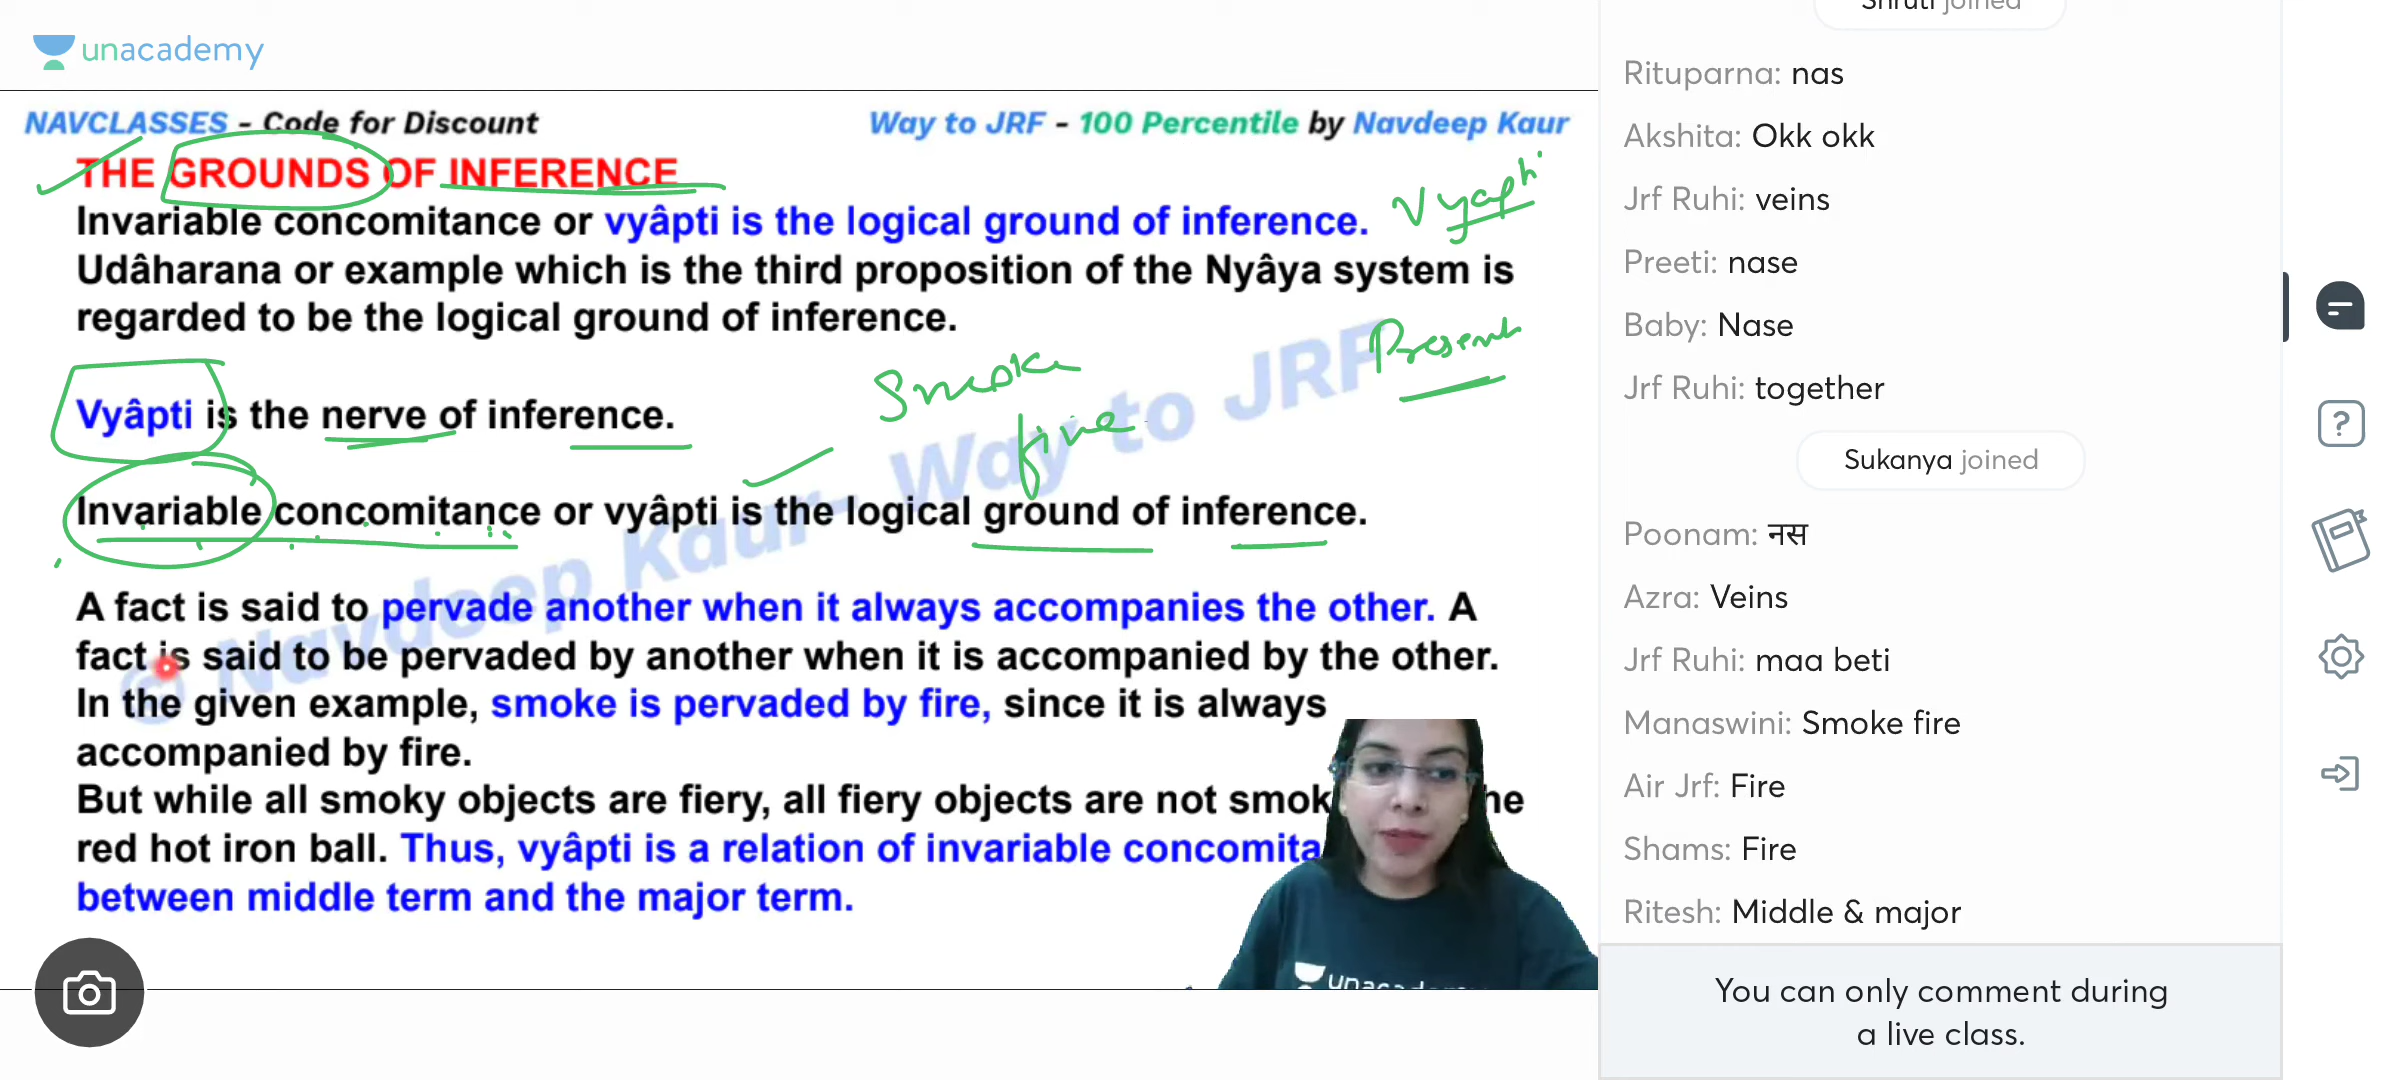 unacademy
NAVCLASSES - Code for Discount
Way to JRF - 100 Percentile by Navdeep Kaur
THE GROUNDS OF INFERENCE
Invariable concomitance or vyâpti is the logical ground of inference.
Vyapti
Udâharana or example which is the third proposition of the Nyâya system is
regarded to be the logical ground of inference.
Present
Smoke
fire
Vyâpti is the nerve of inference.
Invariable concomitance or vyâpti is the logical ground of inference.
A fact is said to pervade another when it always accompanies the other. A
fact is said to be pervaded by another when it is accompanied by the other.
In the given example, smoke is pervaded by fire, since it is always
accompanied by fire.
But while all smoky objects are fiery, all fiery objects are not
red hot iron ball. Thus, vyâpti is a relation of invariable
between middle term and the major term.
© Navdeep Kaur- Way to JRF
unacademy
Shruti joined
Rituparna: nas
Akshita: Okk okk
Jrf Ruhi: veins
Preeti: nase
Baby: Nase
Jrf Ruhi: together
Sukanya joined
Poonam: नस
Azra: Veins
Jrf Ruhi: maa beti
Manaswini: Smoke fire
Air Jrf: Fire
Shams: Fire
Ritesh: Middle & major
You can only comment during
a live class.